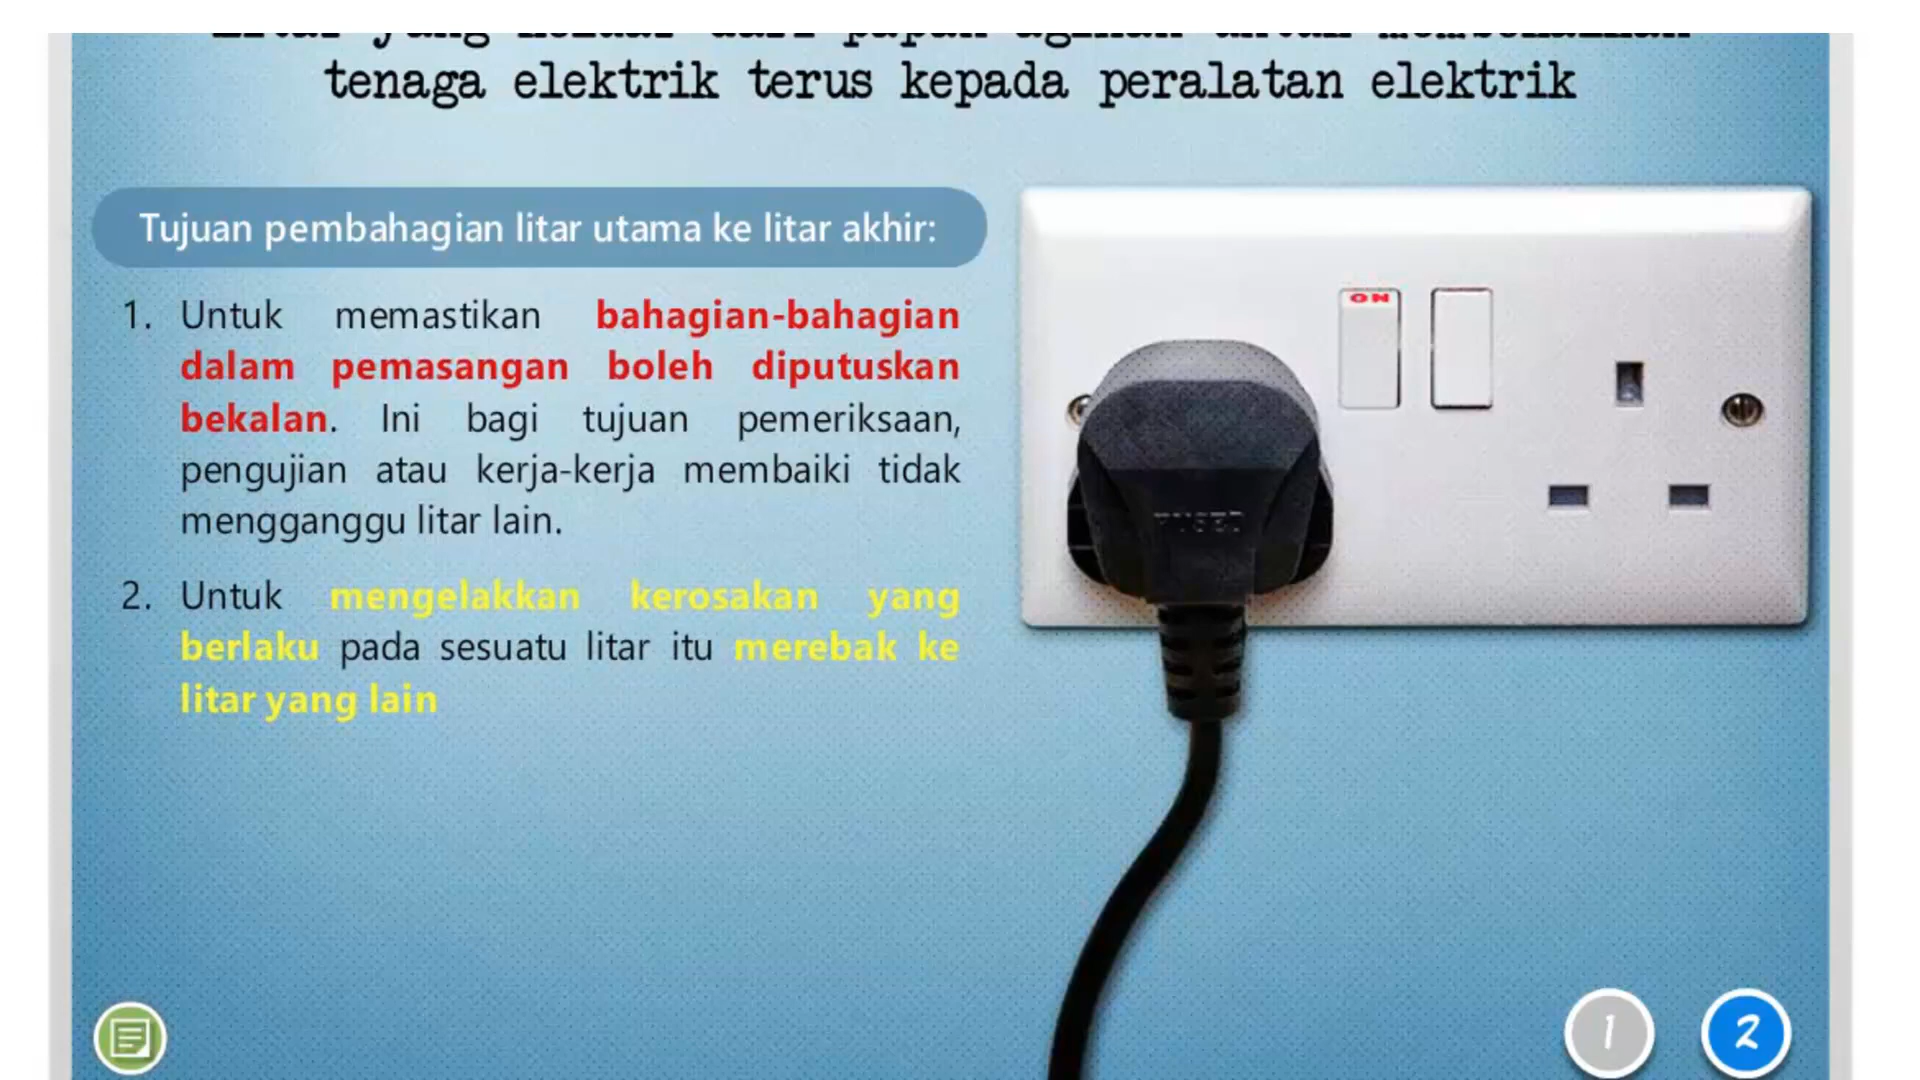 tenaga elektrik terus kepada peralatan elektrik
Tujuan pembahagian litar utama ke litar akhir:
1. Untuk memastikan bahagian-bahagian
dalam pemasangan boleh diputuskan
bekalan. Ini bagi tujuan pemeriksaan,
pengujian atau kerja-kerja membaiki tidak
mengganggu litar lain.
2. Untuk mengelakkan kerosakan yang
berlaku pada sesuatu litar itu merebak ke
litar yang lain
ON
FUSED
1
2